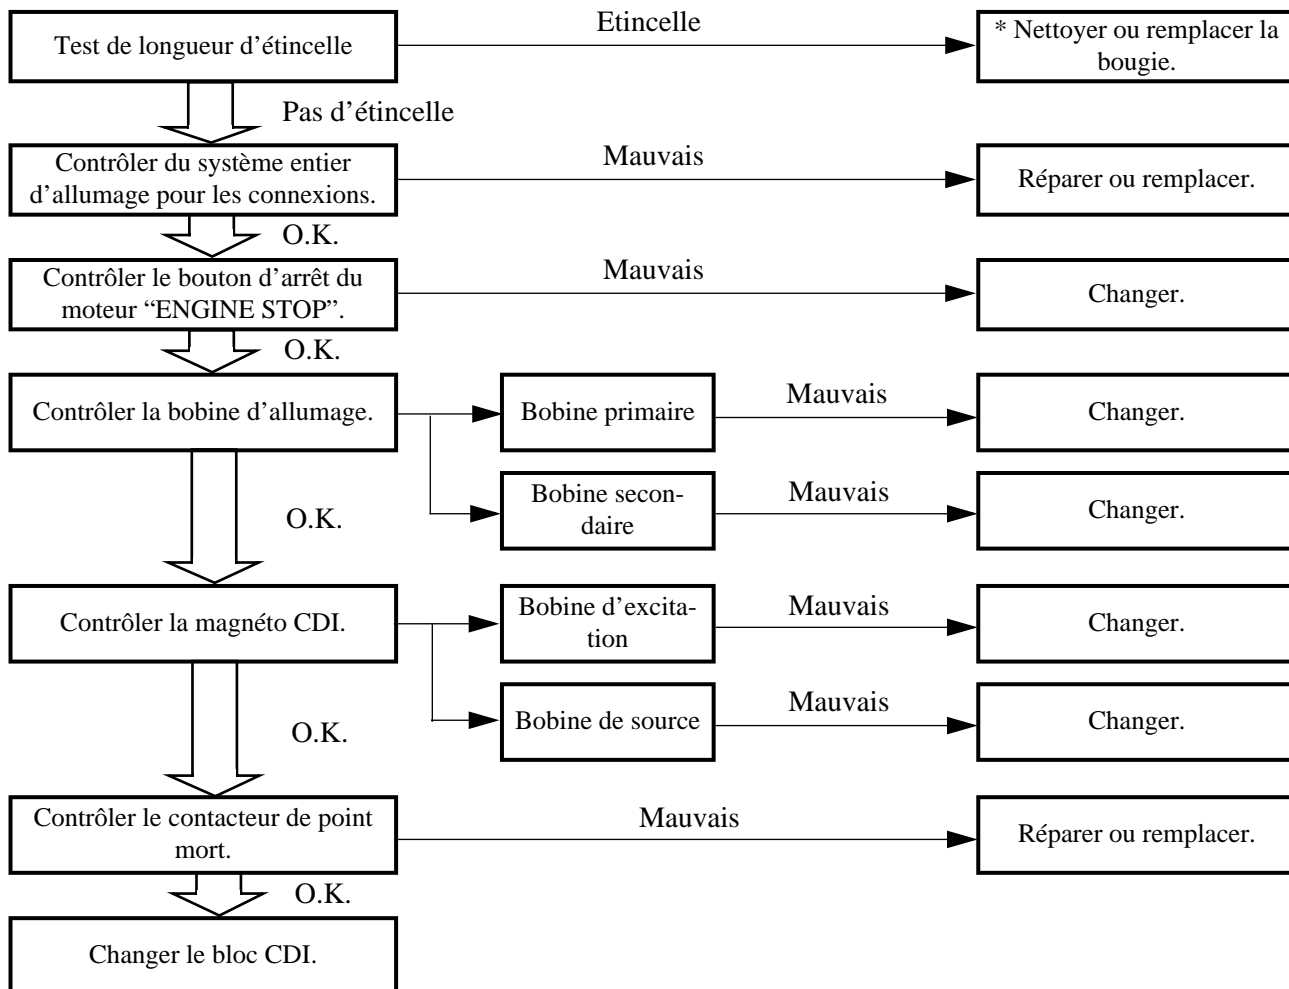 Test de longueur d’étincelle
Etincelle
* Nettoyer ou remplacer la
bougie.
Pas d’étincelle
Contrôler du système entier
d’allumage pour les connexions.
Mauvais
Réparer ou remplacer.
O.K.
Contrôler le bouton d’arrêt du
moteur “ENGINE STOP”.
Mauvais
Changer.
O.K.
Contrôler la bobine d’allumage.
Bobine primaire
Mauvais
Changer.
Bobine secon-
daire
Mauvais
Changer.
O.K.
Contrôler la magnéto CDI.
Bobine d’excita-
tion
Mauvais
Changer.
Bobine de source
Mauvais
Changer.
O.K.
Contrôler le contacteur de point
mort.
Mauvais
Réparer ou remplacer.
O.K.
Changer le bloc CDI.